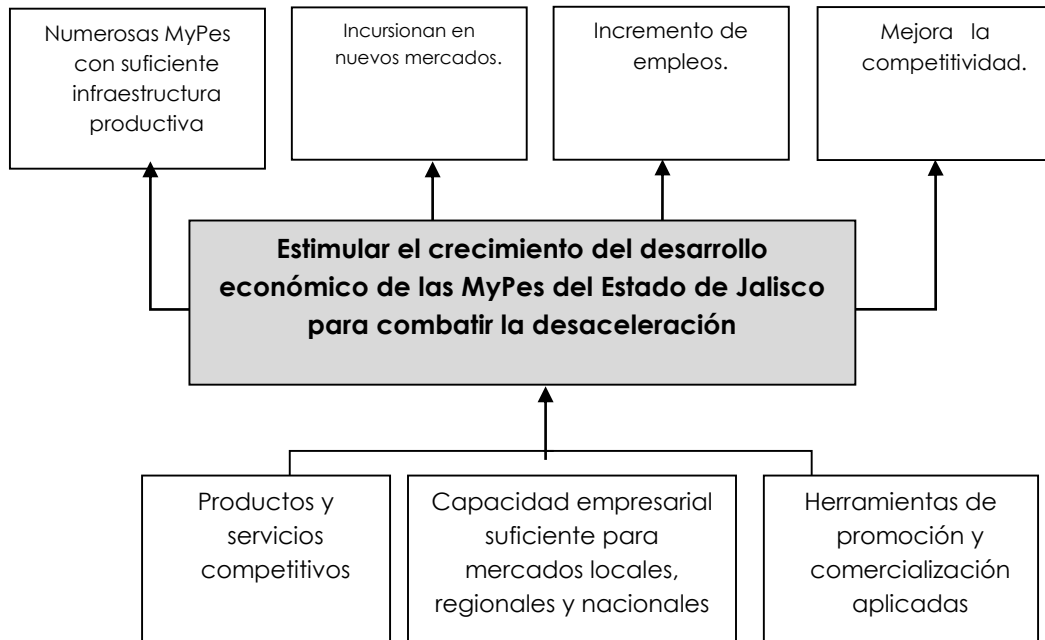 Numerosas MyPes
con suficiente
infraestructura
productiva
Incursionan en
nuevos mercados.
Incremento de
empleos.
Mejora la
competitividad.
Estimular el crecimiento del desarrollo
económico de las MyPes del Estado de Jalisco
para combatir la desaceleración
Productos y
servicios
competitivos
Capacidad empresarial
suficiente para
mercados locales,
regionales y nacionales
Herramientas de
promoción y
comercialización
aplicadas